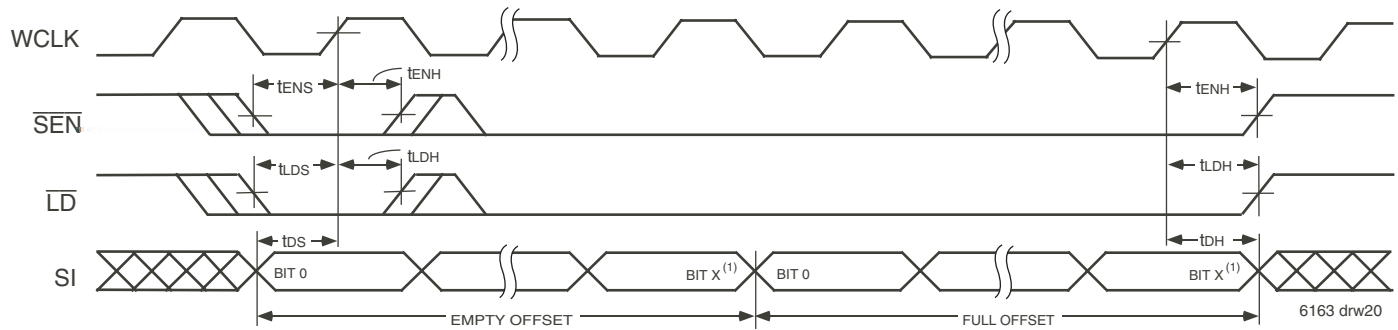 WCLK
tENS
tENH
tENH
SEN
tLDS
tLDH
tLDH
LD
tDS
tDH
SI
BIT 0
BIT X(1)
BIT 0
BIT X(1)
EMPTY OFFSET
FULL OFFSET
6163 drw20